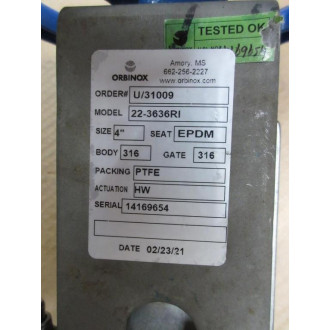 TESTED OK
ORBINOX
Amory, MS
662-256-2227
www.orbinox.com
ORDER# U/31009
MODEL 22-3636RI
SIZE 4" SEAT EPDM
BODY 316 GATE 316
PACKING PTFE
ACTUATION HW
SERIAL 14169654
DATE 02/23/21